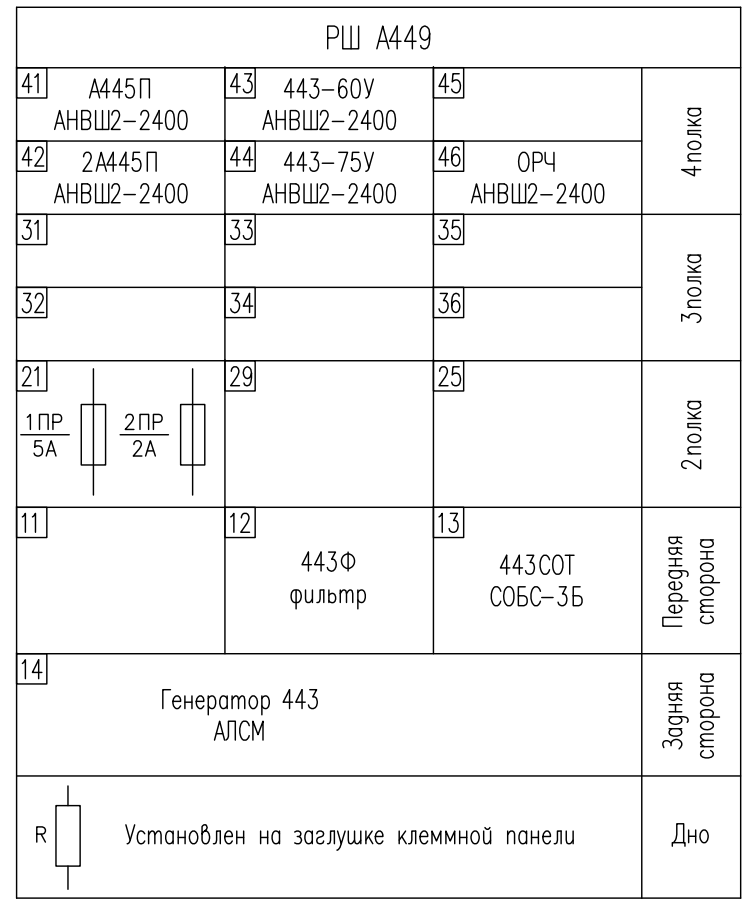 РШ А449
41
А445П
АНВШ2-2400
43
443-60У
АНВШ2-2400
45
42
2А445П
АНВШ2-2400
44
443-75У
АНВШ2-2400
46
ОРЧ
АНВШ2-2400
4полка
31
33
35
32
34
36
3полка
21
1ПР
5А
2ПР
2А
29
25
2полка
11
12
443Ф
фильтр
13
443СОТ
СОБС-3Б
Передняя
сторона
14
Генератор 443
АЛСМ
Задняя
сторона
R
Установлен на заглушке клеммной панели
Дно